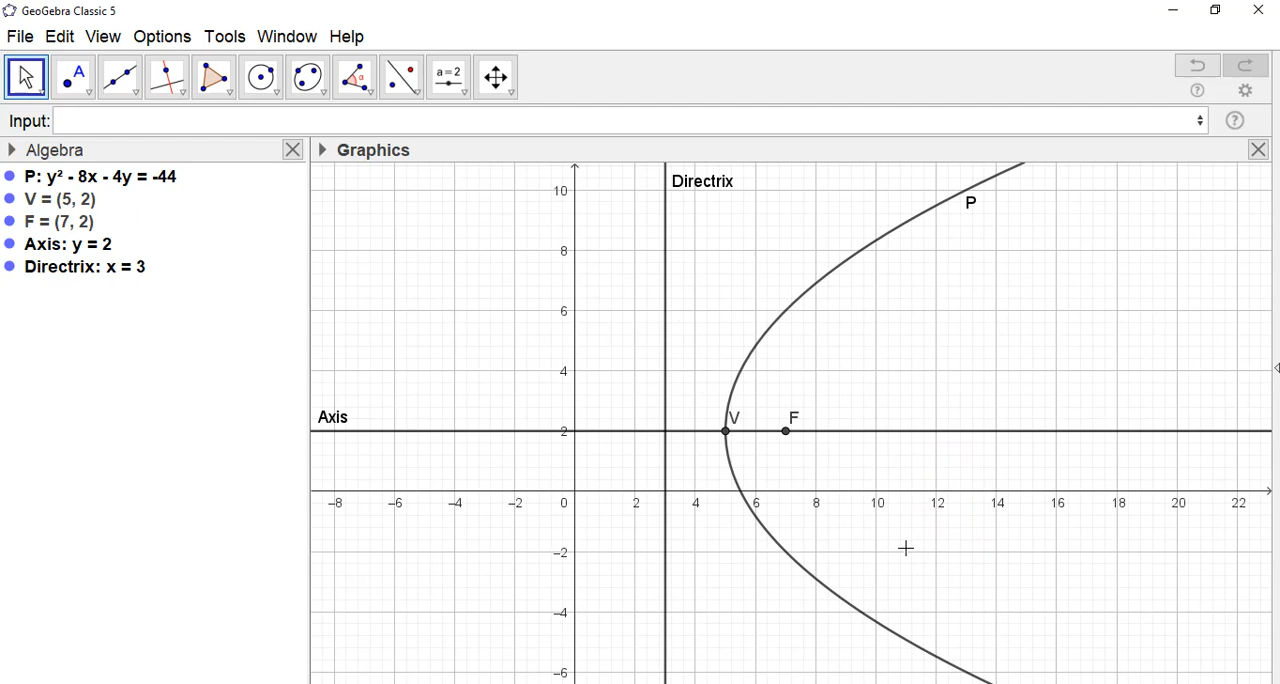 GeoGebra Classic 5
File Edit View Options Tools Window Help
A
α
a=2
Input:
Algebra
Graphics
P: y² - 8x - 4y = -44
V = (5, 2)
F = (7, 2)
Axis: y = 2
Directrix: x = 3
Directrix
P
10
8
6
4
Axis
V
F
2
-8 -6 -4 -2 0 2 4 6 8 10 12 14 16 18 20 22
-2
-4
-6